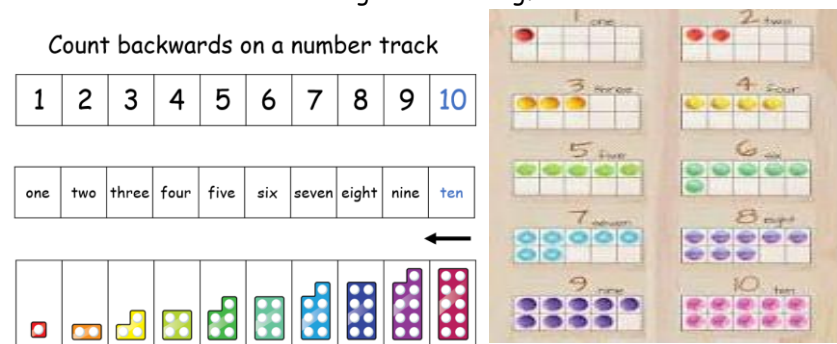 Count backwards on a number track
1 2 3 4 5 6 7 8 9 10
one two three four five six seven eight nine ten
1 one
2 two
3 three
4 four
5 five
6 six
7 seven
8 eight
9 nine
10 ten